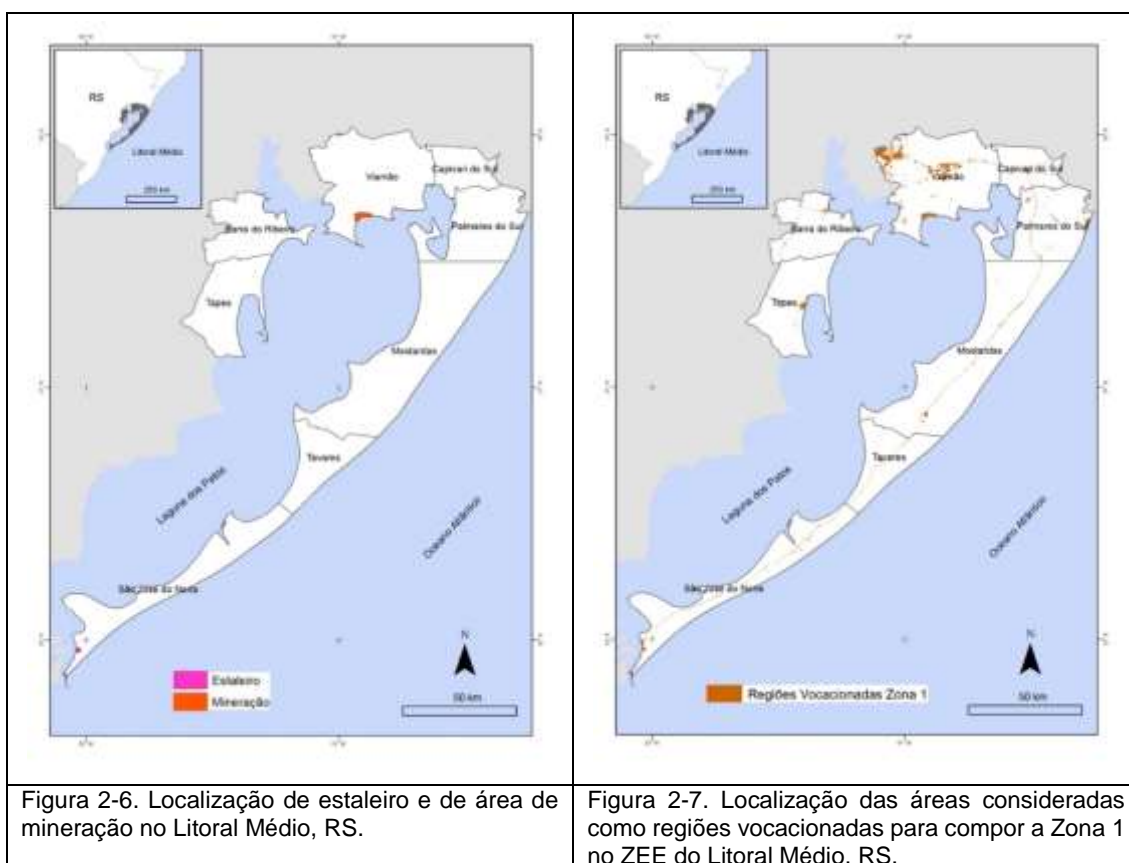 RS
Litoral Médio
Viamão
Capivari do Sul
Barra do Ribeiro
Palmares do Sul
Tapes
Mostardas
Tavares
Laguna dos Patos
Oceano Atlântico
São José do Norte
N
Estaleiro
Mineração
50 km
Figura 2-6. Localização de estaleiro e de área de
mineração no Litoral Médio, RS.
RS
Litoral Médio
Capivari do Sul
Viamão
Barra do Ribeiro
Palmares do Sul
Tapes
Mostardas
Tavares
Laguna dos Patos
Oceano Atlântico
São José do Norte
N
Regiões Vocacionadas Zona 1
50 km
Figura 2-7. Localização das áreas consideradas
como regiões vocacionadas para compor a Zona 1
no ZEE do Litoral Médio, RS.